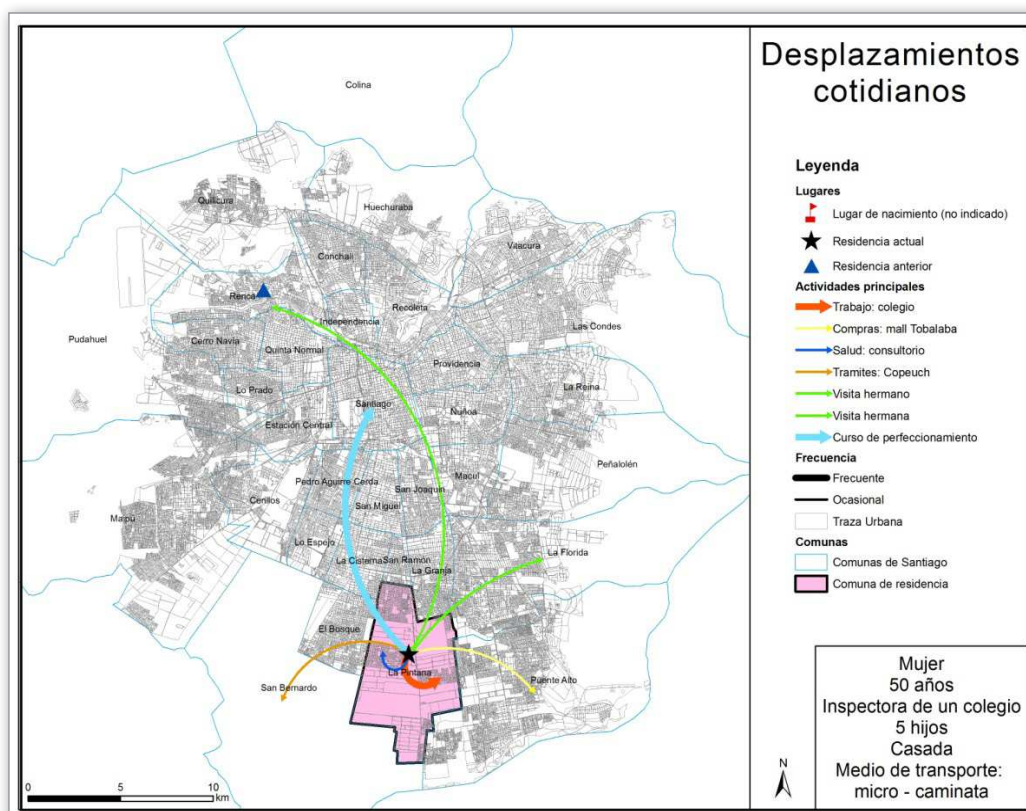 Desplazamientos
cotidianos
Leyenda
Lugares
Lugar de nacimiento (no indicado)
Residencia actual
Residencia anterior
Actividades principales
Trabajo: colegio
Compras: mall Tobalaba
Salud: consultorio
Tramites: Copeuch
Visita hermano
Visita hermana
Curso de perfeccionamiento
Frecuencia
Frecuente
Ocasional
Traza Urbana
Comunas
Comunas de Santiago
Comuna de residencia
Mujer
50 años
Inspectora de un colegio
5 hijos
Casada
Medio de transporte:
micro - caminata
N
Colina
Quilicura
Huechuraba
Vitacura
Conchalí
Renca
Recoleta
Independencia
Las Condes
Pudahuel
Cerro Navia
Quinta Normal
Providencia
Lo Prado
La Reina
Santiago
Ñuñoa
Estación Central
Peñalolén
Macul
Pedro Aguirre Cerda
San Joaquín
Cerillos
San Miguel
Maipú
Lo Espejo
La Cisterna
San Ramón
La Florida
La Granja
El Bosque
La Pintana
San Bernardo
Puente Alto
0 5 10
km